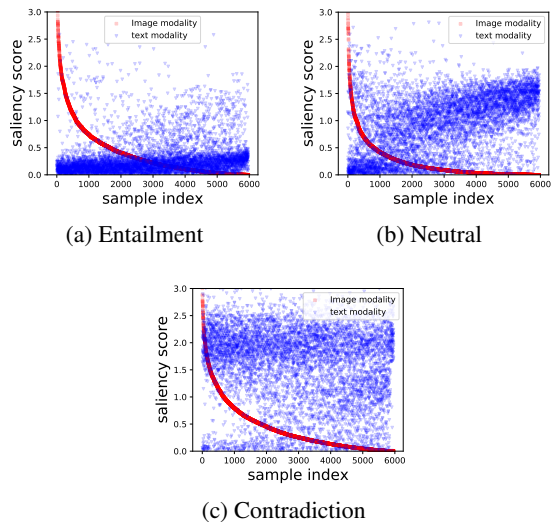 3.0
2.5
2.0
1.5
1.0
0.5
0.0
saliency score
Image modality
text modality
0 1000 2000 3000 4000 5000 6000
sample index
(a) Entailment
3.0
2.5
2.0
1.5
1.0
0.5
0.0
saliency score
Image modality
text modality
0 1000 2000 3000 4000 5000 6000
sample index
(b) Neutral
3.0
2.5
2.0
1.5
1.0
0.5
0.0
saliency score
Image modality
text modality
0 1000 2000 3000 4000 5000 6000
sample index
(c) Contradiction